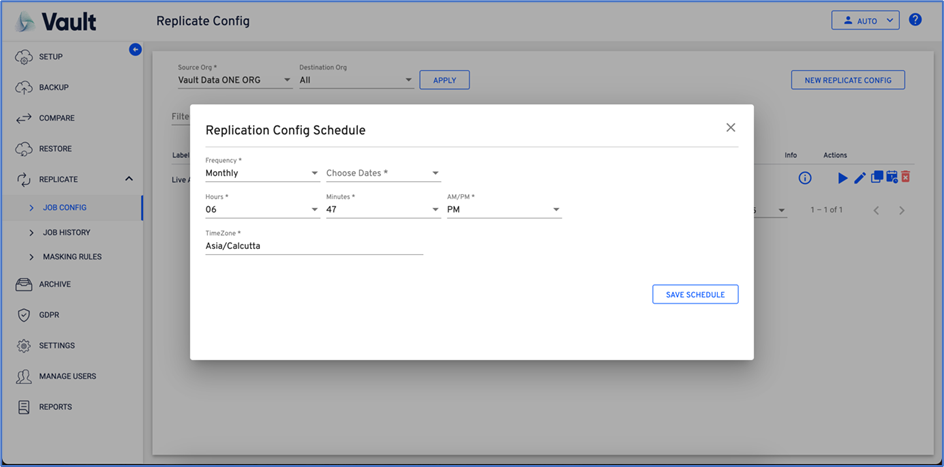 Vault
Replicate Config
AUTO
?
SETUP
BACKUP
COMPARE
RESTORE
REPLICATE
JOB CONFIG
JOB HISTORY
MASKING RULES
ARCHIVE
GDPR
SETTINGS
MANAGE USERS
REPORTS
Source Org *
Destination Org
Vault Data ONE ORG
All
APPLY
NEW REPLICATE CONFIG
Filte
Label
Info
Actions
Live
1 – 1 of 1
Replication Config Schedule
Frequency *
Monthly
Choose Dates *
Hours *
Minutes *
AM/PM *
06
47
PM
TimeZone *
Asia/Calcutta
SAVE SCHEDULE